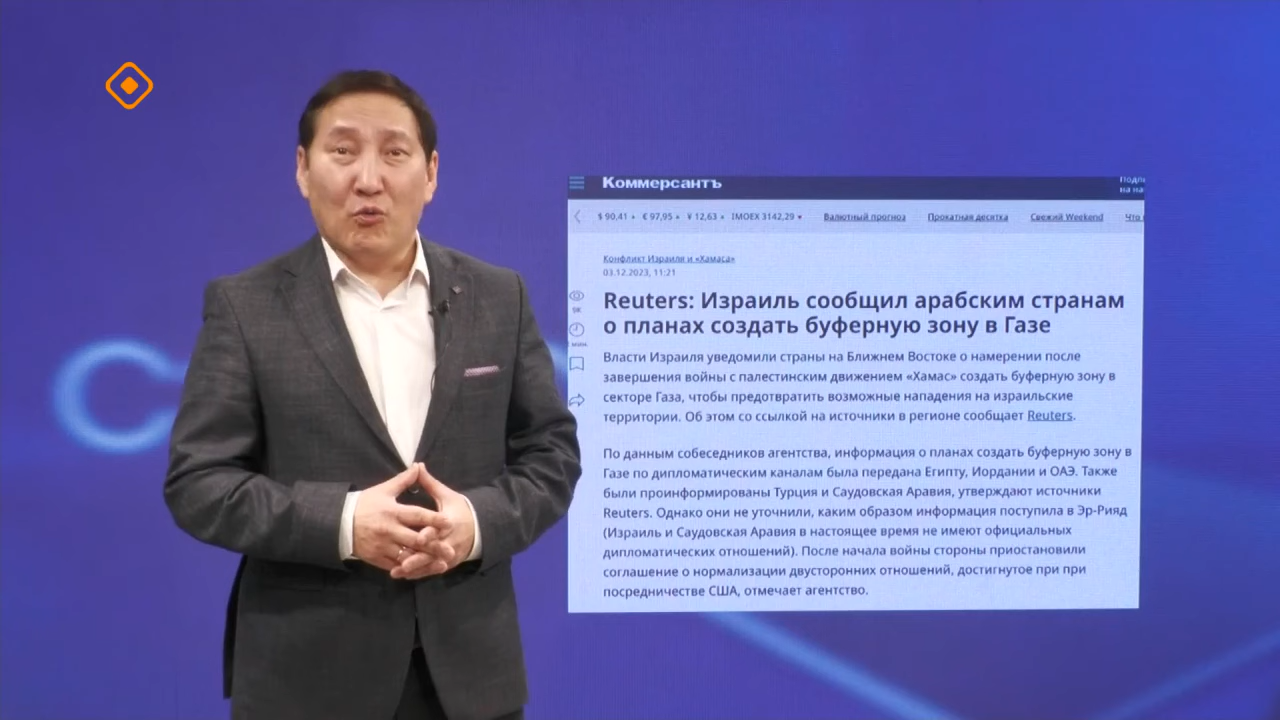 Коммерсантъ
$ 90,41 € 97,95 ¥ 12,63 IMOEX 3142,29 Валютный прогноз Прокатная десятка Свежий Weekend Что
Конфликт Израиля и «Хамаса»
03.12.2023, 11:21
Reuters: Израиль сообщил арабским странам
о планах создать буферную зону в Газе
Власти Израиля уведомили страны на Ближнем Востоке о намерении после
завершения войны с палестинским движением «Хамас» создать буферную зону в
секторе Газа, чтобы предотвратить возможные нападения на израильские
территории. Об этом со ссылкой на источники в регионе сообщает Reuters.
По данным собеседников агентства, информация о планах создать буферную зону в
Газе по дипломатическим каналам была передана Египту, Иордании и ОАЭ. Также
были проинформированы Турция и Саудовская Аравия, утверждают источники
Reuters. Однако они не уточнили, каким образом информация поступила в Эр-Рияд
(Израиль и Саудовская Аравия в настоящее время не имеют официальных
дипломатических отношений). После начала войны стороны приостановили
соглашение о нормализации двусторонних отношений, достигнутое при при
посредничестве США, отмечает агентство.